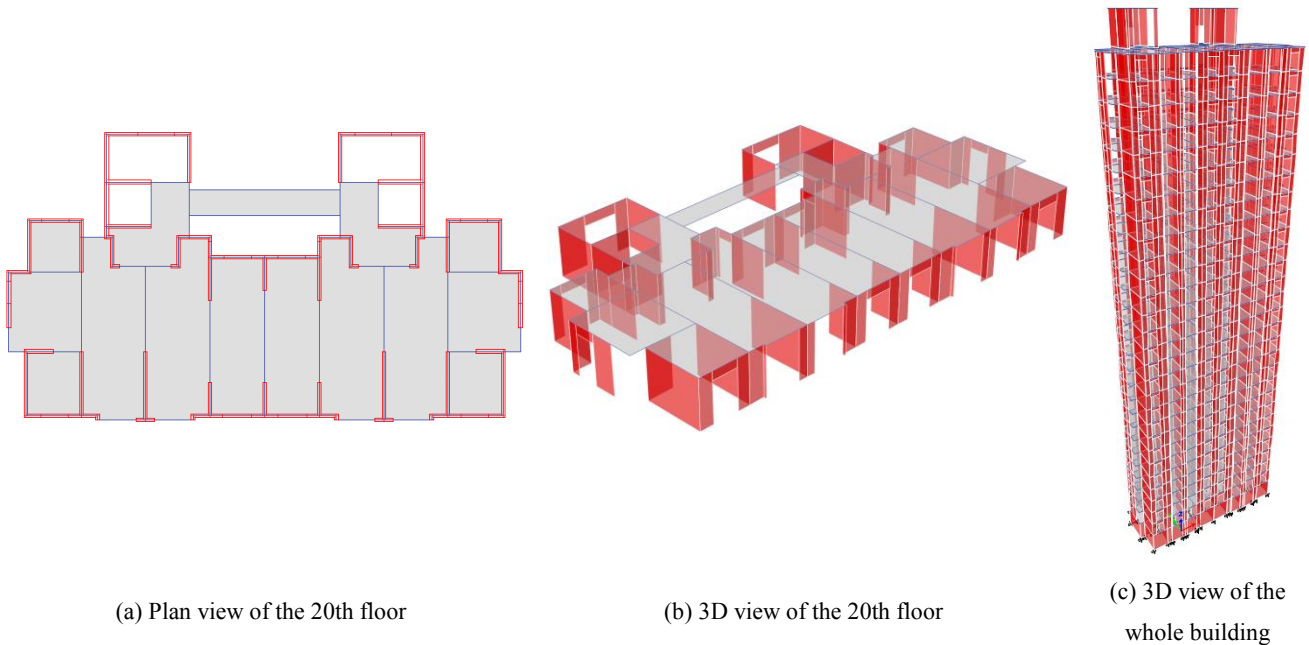 (a) Plan view of the 20th floor
(b) 3D view of the 20th floor
(c) 3D view of the
whole building